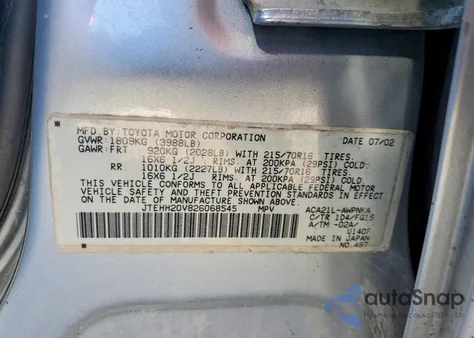 MFD. BY: TOYOTA MOTOR CORPORATION DATE 07/02
GVWR: 1809KG (3988LB)
GAWR: FRT 920KG (2028LB) WITH 215/70R16 TIRES.
16X6 1/2J RIMS. AT 200KPA (29PSI) COLD
RR 1010KG (2227LB) WITH 215/70R16 TIRES.
16X6 1/2J RIMS. AT 200KPA (29PSI) COLD
THIS VEHICLE CONFORMS TO ALL APPLICABLE FEDERAL MOTOR
VEHICLE SAFETY AND THEFT PREVENTION STANDARDS IN EFFECT
ON THE DATE OF MANUFACTURE SHOWN ABOVE.
JTEHH20V826068545 MPV ACA21L-AWPNKA
C/TR 1D4/FG15
A/TM -02A/
U140F
MADE IN JAPAN
NO.497
autoSnap